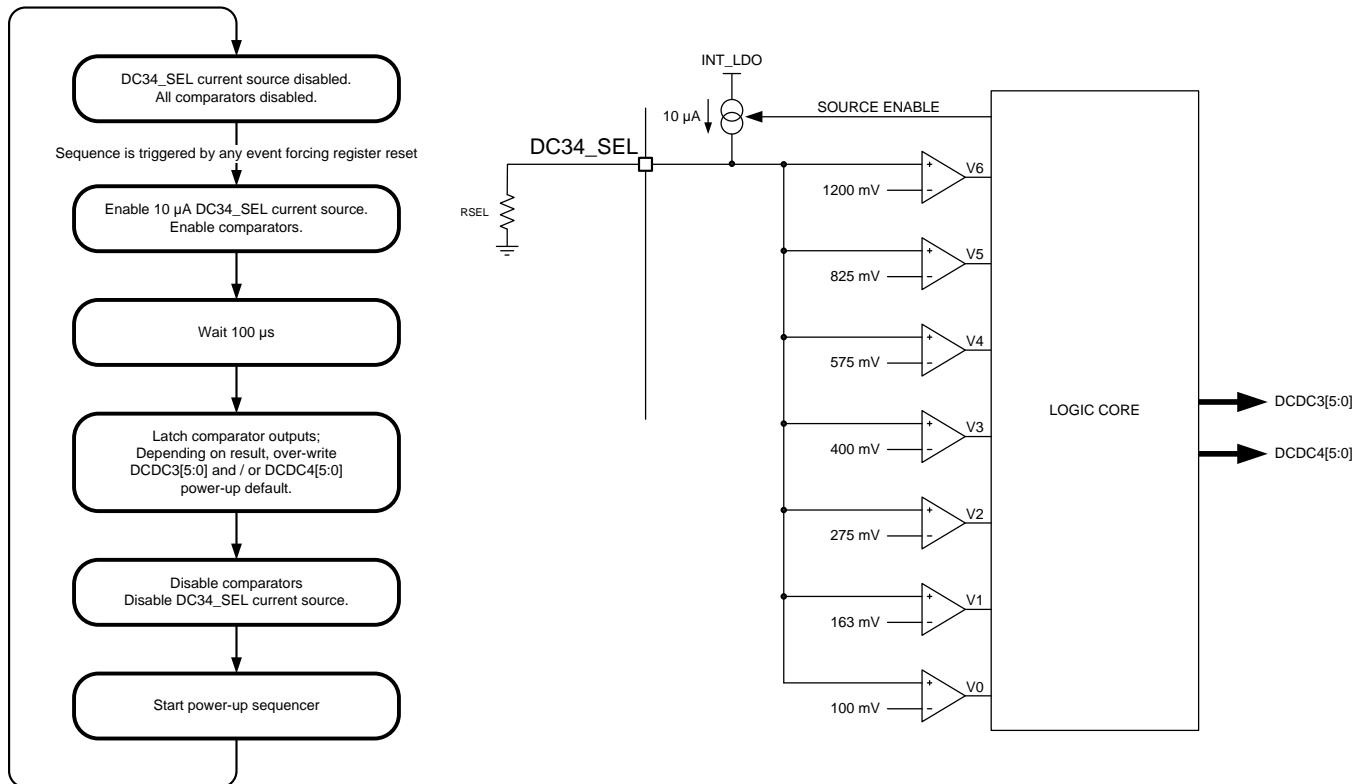 DC34_SEL current source disabled.
All comparators disabled.
Sequence is triggered by any event forcing register reset
Enable 10 µA DC34_SEL current source.
Enable comparators.
Wait 100 µs
Latch comparator outputs;
Depending on result, over-write
DCDC3[5:0] and / or DCDC4[5:0]
power-up default.
Disable comparators
Disable DC34_SEL current source.
Start power-up sequencer
INT_LDO
10 µA
SOURCE ENABLE
DC34_SEL
RSEL
+
−
1200 mV
V6
+
−
825 mV
V5
+
−
575 mV
V4
+
−
400 mV
V3
+
−
275 mV
V2
+
−
163 mV
V1
+
−
100 mV
V0
LOGIC CORE
DCDC3[5:0]
DCDC4[5:0]